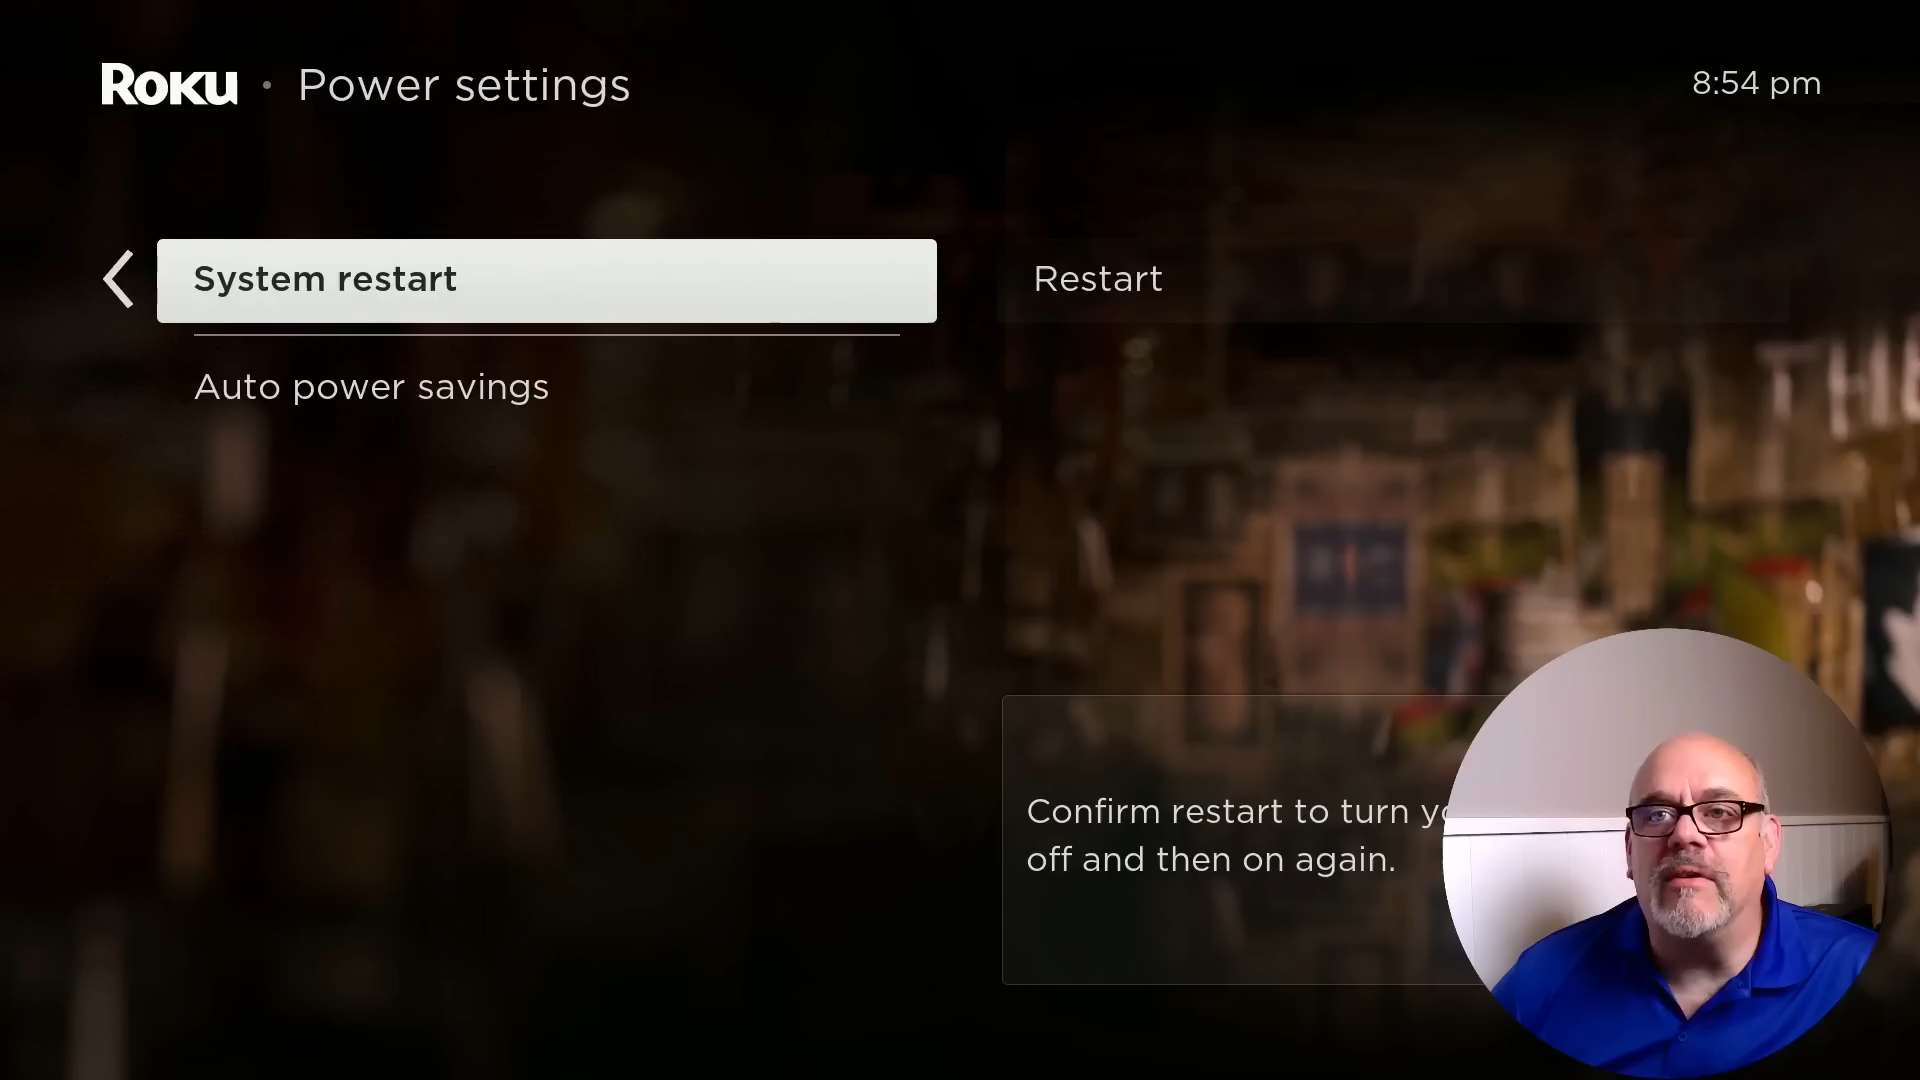 Roku • Power settings
8:54 pm
System restart
Restart
Auto power savings
Confirm restart to turn
off and then on again.